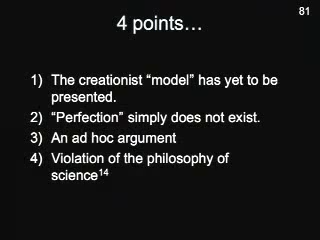 81
4 points…
1) The creationist “model” has yet to be
presented.
2) “Perfection” simply does not exist.
3) An ad hoc argument
4) Violation of the philosophy of
science14